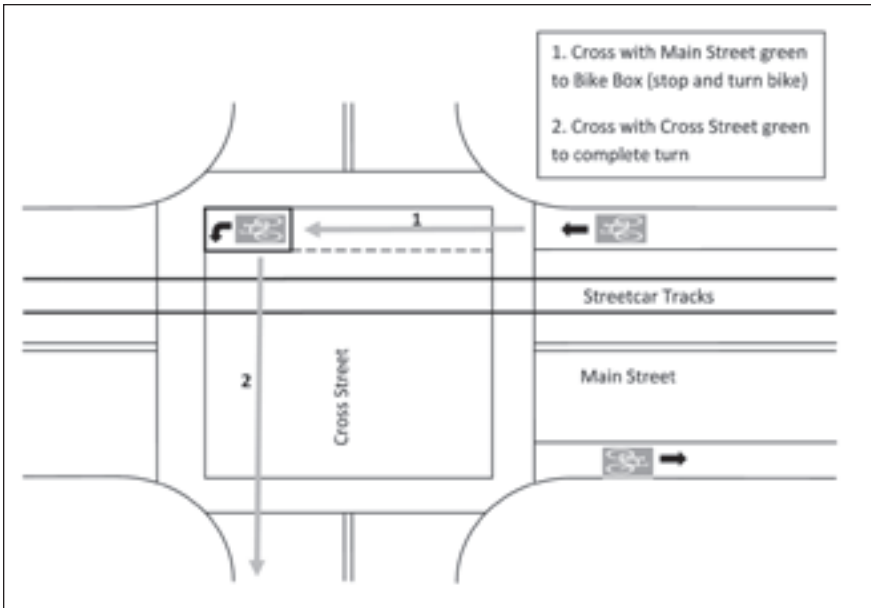 1. Cross with Main Street green
to Bike Box (stop and turn bike)
2. Cross with Cross Street green
to complete turn
1
Streetcar Tracks
2
Cross Street
Main Street